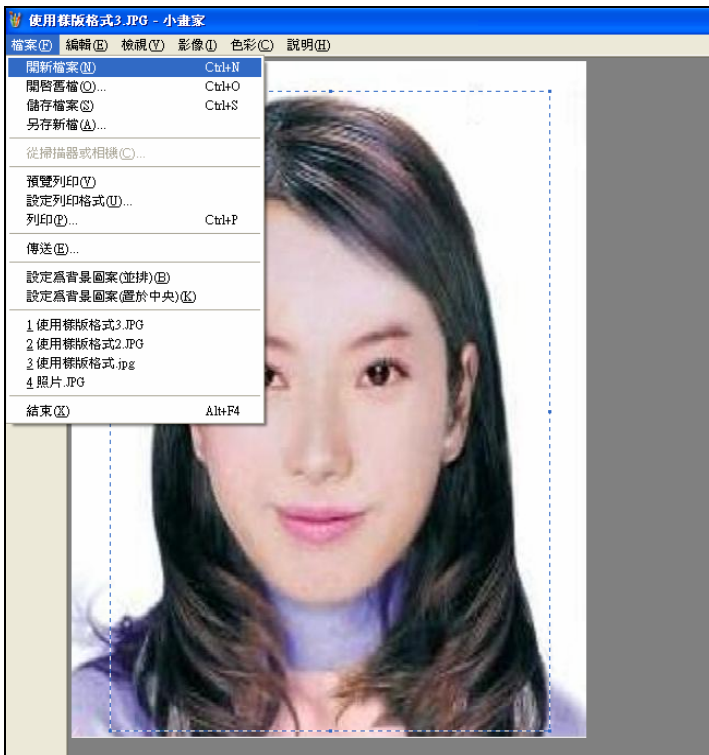 使用樣版格式3.JPG - 小畫家
檔案(F) 編輯(E) 檢視(V) 影像(I) 色彩(C) 說明(H)
開新檔案(N) Ctrl+N
開啓舊檔(O)... Ctrl+O
儲存檔案(S) Ctrl+S
另存新檔(A)...
從掃描器或相機(C)...
預覽列印(V)
設定列印格式(U)...
列印(P)... Ctrl+P
傳送(E)...
設定爲背景圖案(並排)(B)
設定爲背景圖案(置於中央)(K)
1 使用樣版格式3.JPG
2 使用樣版格式2.JPG
3 使用樣版格式.jpg
4 照片.JPG
結束(X) Alt+F4